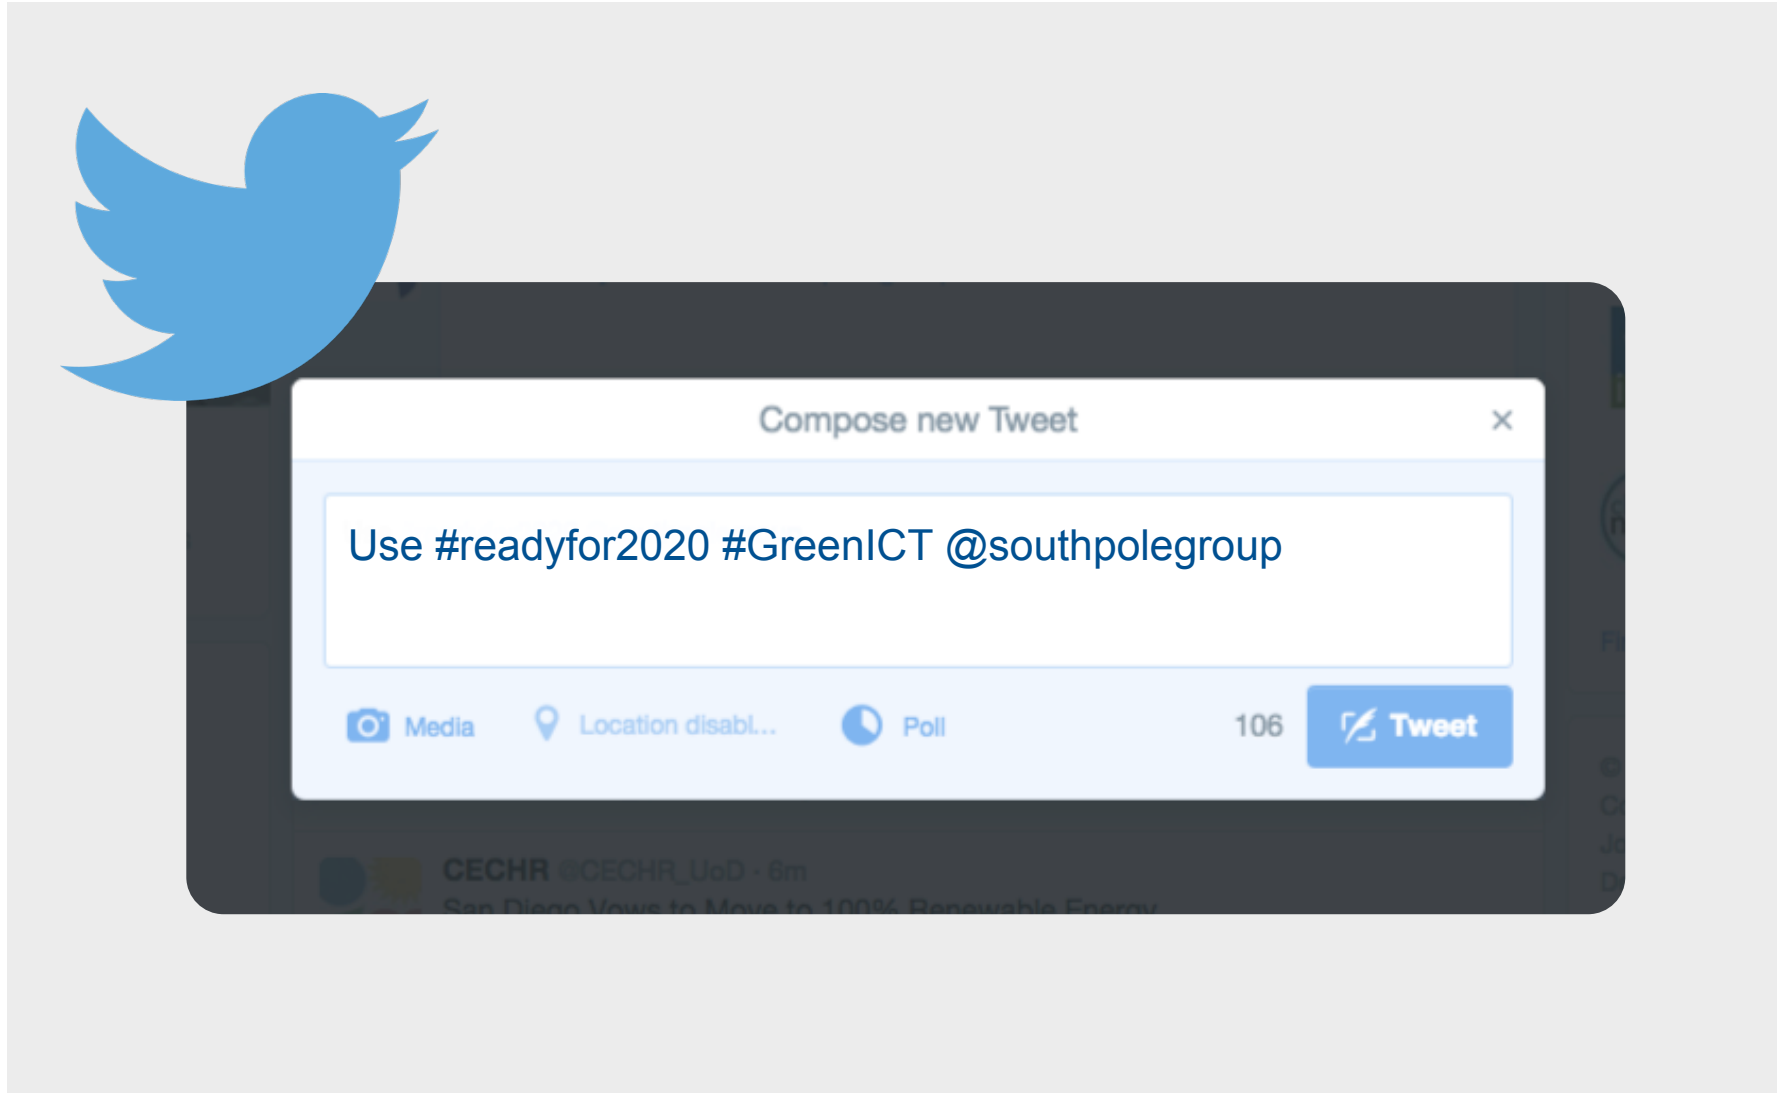 Compose new Tweet ×
Use #readyfor2020 #GreenICT @southpolegroup
Media Location disabl... Poll 106 Tweet
CECHR @CECHR_UoD · 6m
San Diego Vows to Move to 100% Renewable Energy